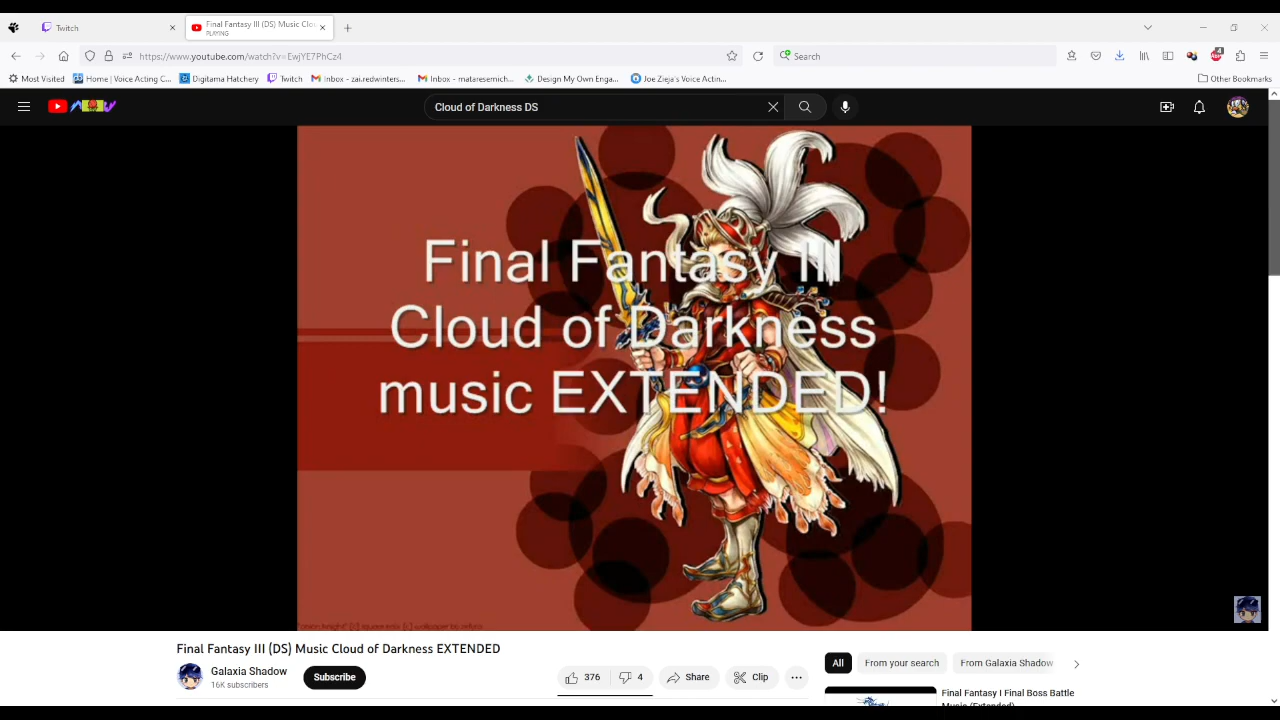 Twitch
Final Fantasy III (DS) Music Clou
PLAYING
https://www.youtube.com/watch?v=EwjYE7PhCz4
Search
4
Most Visited
Home | Voice Acting C...
Digitama Hatchery
Twitch
Inbox - zai.redwinters...
Inbox - mataresemich...
Design My Own Enga...
Joe Zieja's Voice Actin...
Other Bookmarks
Cloud of Darkness DS
Final Fantasy III
Cloud of Darkness
music EXTENDED!
Final Fantasy III (DS) Music Cloud of Darkness EXTENDED
Galaxia Shadow
16K subscribers
Subscribe
376
4
Share
Clip
All
From your search
From Galaxia Shadow
Final Fantasy I Final Boss Battle
Music (Extended)